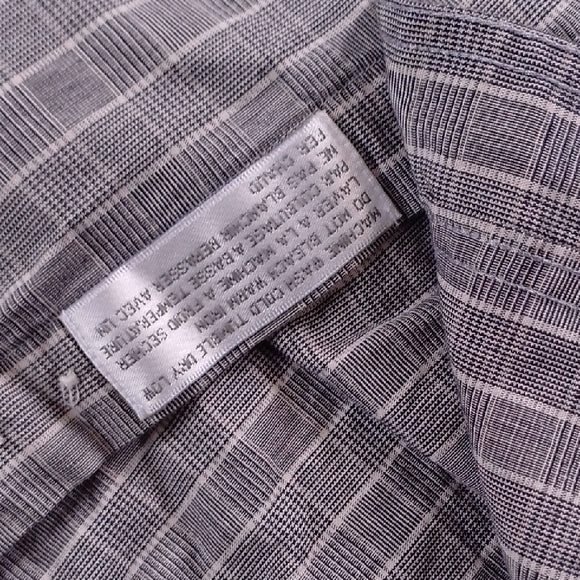 MACHINE WASH COLD TUMBLE DRY LOW
DO NOT BLEACH WARM IRON
LAVER A LA MACHINE A FROID SECHER
PAR CULBUTAGE A BASSE TEMPERATURE
NE PAS BLANCHIR REPASSER AVEC UN
FER CHAUD